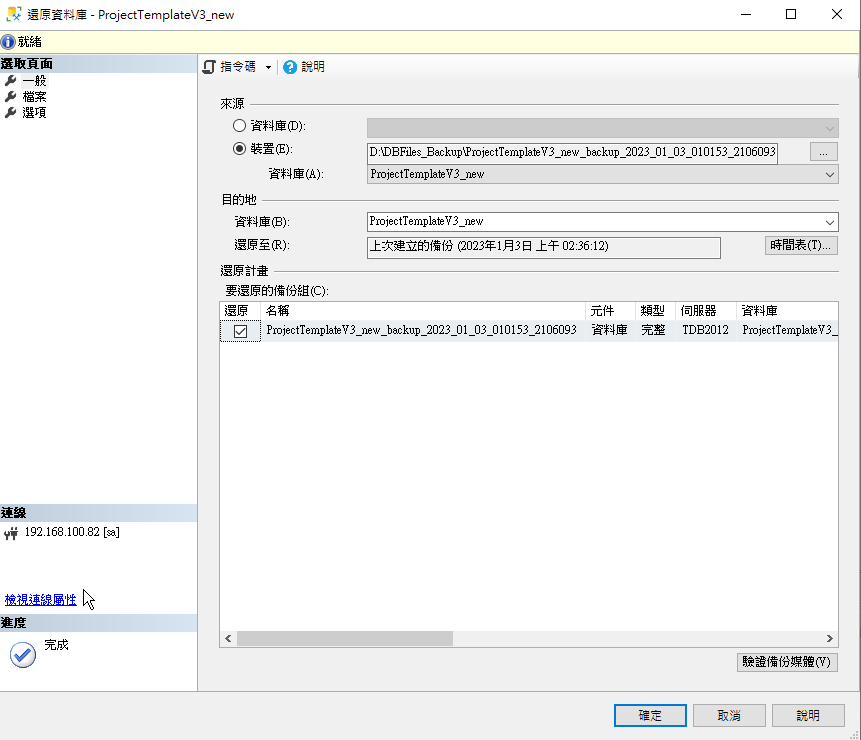 還原資料庫 - ProjectTemplateV3_new
就緒
選取頁面
一般
檔案
選項
指令碼
說明
來源
資料庫(D):
裝置(E):
D:\DBFiles_Backup\ProjectTemplateV3_new_backup_2023_01_03_010153_2106093
...
資料庫(A):
ProjectTemplateV3_new
目的地
資料庫(B):
ProjectTemplateV3_new
還原至(R):
上次建立的備份 (2023年1月3日 上午 02:36:12)
時間表(T)...
還原計畫
要還原的備份組(C):
還原 名稱 元件 類型 伺服器 資料庫
ProjectTemplateV3_new_backup_2023_01_03_010153_2106093 資料庫 完整 TDB2012 ProjectTemplateV3_
連線
192.168.100.82 [sa]
檢視連線屬性
進度
完成
驗證備份媒體(V)
確定
取消
說明